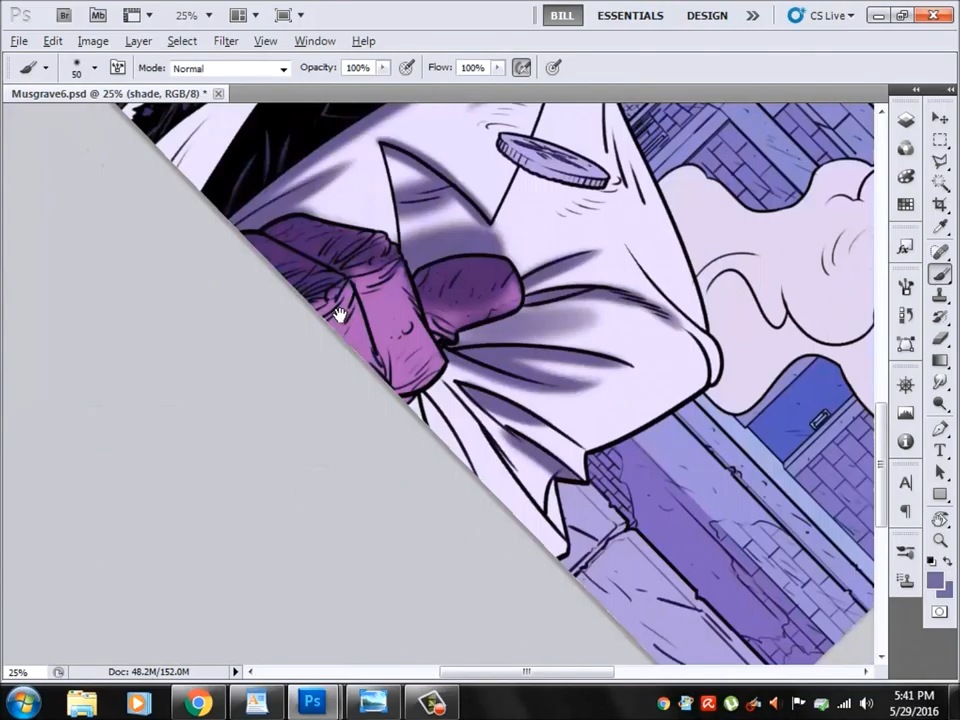 Ps Br Mb 25% BILL ESSENTIALS DESIGN CS Live
File Edit Image Layer Select Filter View Window Help
50 Mode: Normal Opacity: 100% Flow: 100%
Musgrave6.psd @ 25% (shade, RGB/8) *
A
T
25% Doc: 48.2M/152.0M
Ps 5:41 PM
5/29/2016